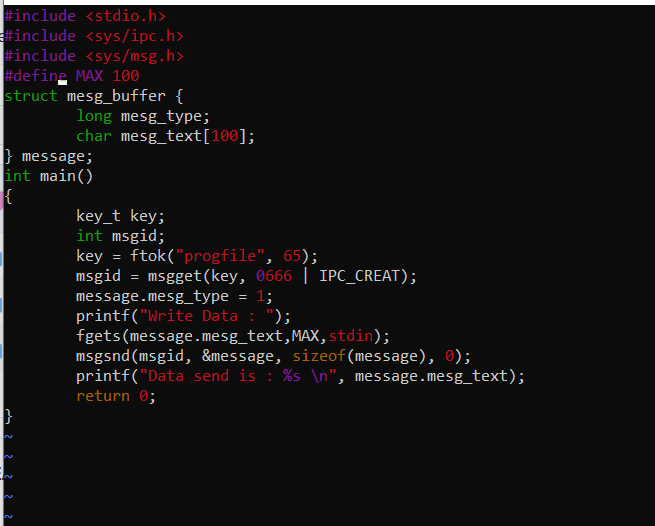 #include <stdio.h>
#include <sys/ipc.h>
#include <sys/msg.h>
#define MAX 100
struct mesg_buffer {
        long mesg_type;
        char mesg_text[100];
} message;
int main()
{
        key_t key;
        int msgid;
        key = ftok("progfile", 65);
        msgid = msgget(key, 0666 | IPC_CREAT);
        message.mesg_type = 1;
        printf("Write Data : ");
        fgets(message.mesg_text,MAX,stdin);
        msgsnd(msgid, &message, sizeof(message), 0);
        printf("Data send is : %s \n", message.mesg_text);
        return 0;
}
~
~
~
~
~